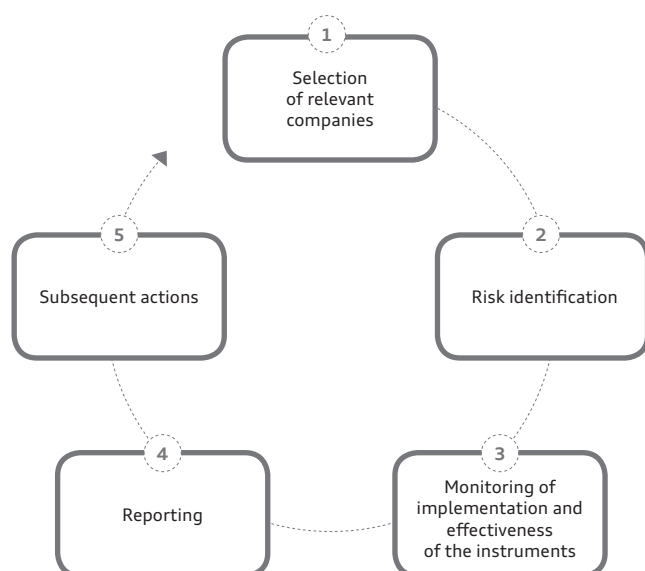 1
Selection
of relevant
companies
2
Risk identification
3
Monitoring of
implementation and
effectiveness
of the instruments
4
Reporting
5
Subsequent actions